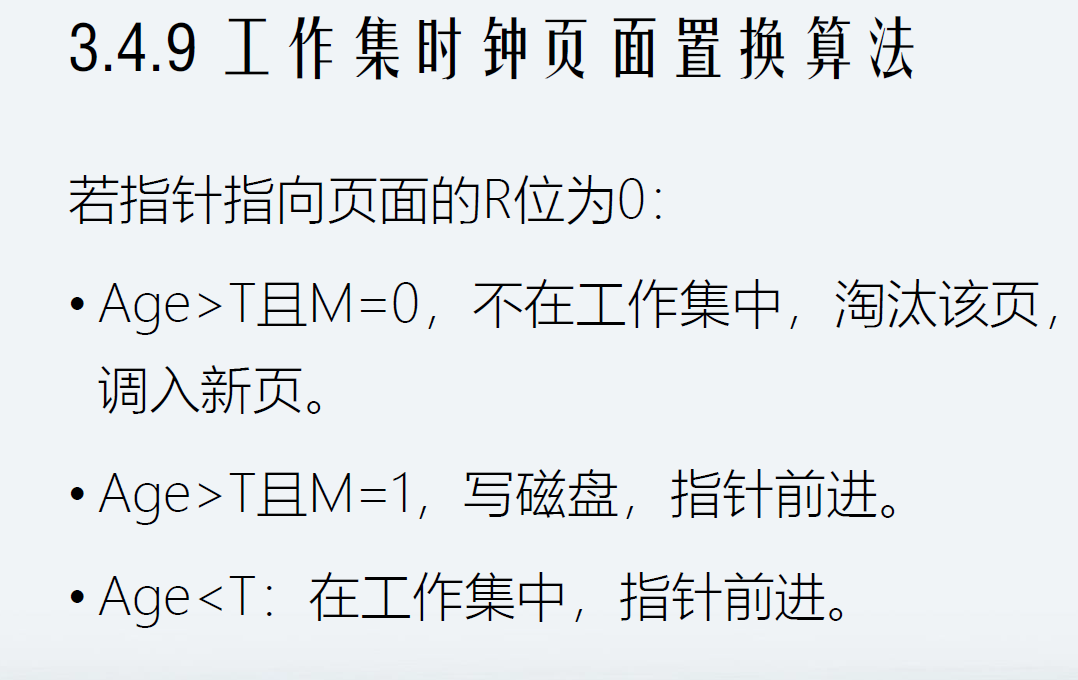 3.4.9 工作集时钟页面置换算法
若指针指向页面的R位为0：
• Age>T且M=0，不在工作集中，淘汰该页，
调入新页。
• Age>T且M=1，写磁盘，指针前进。
• Age<T：在工作集中，指针前进。